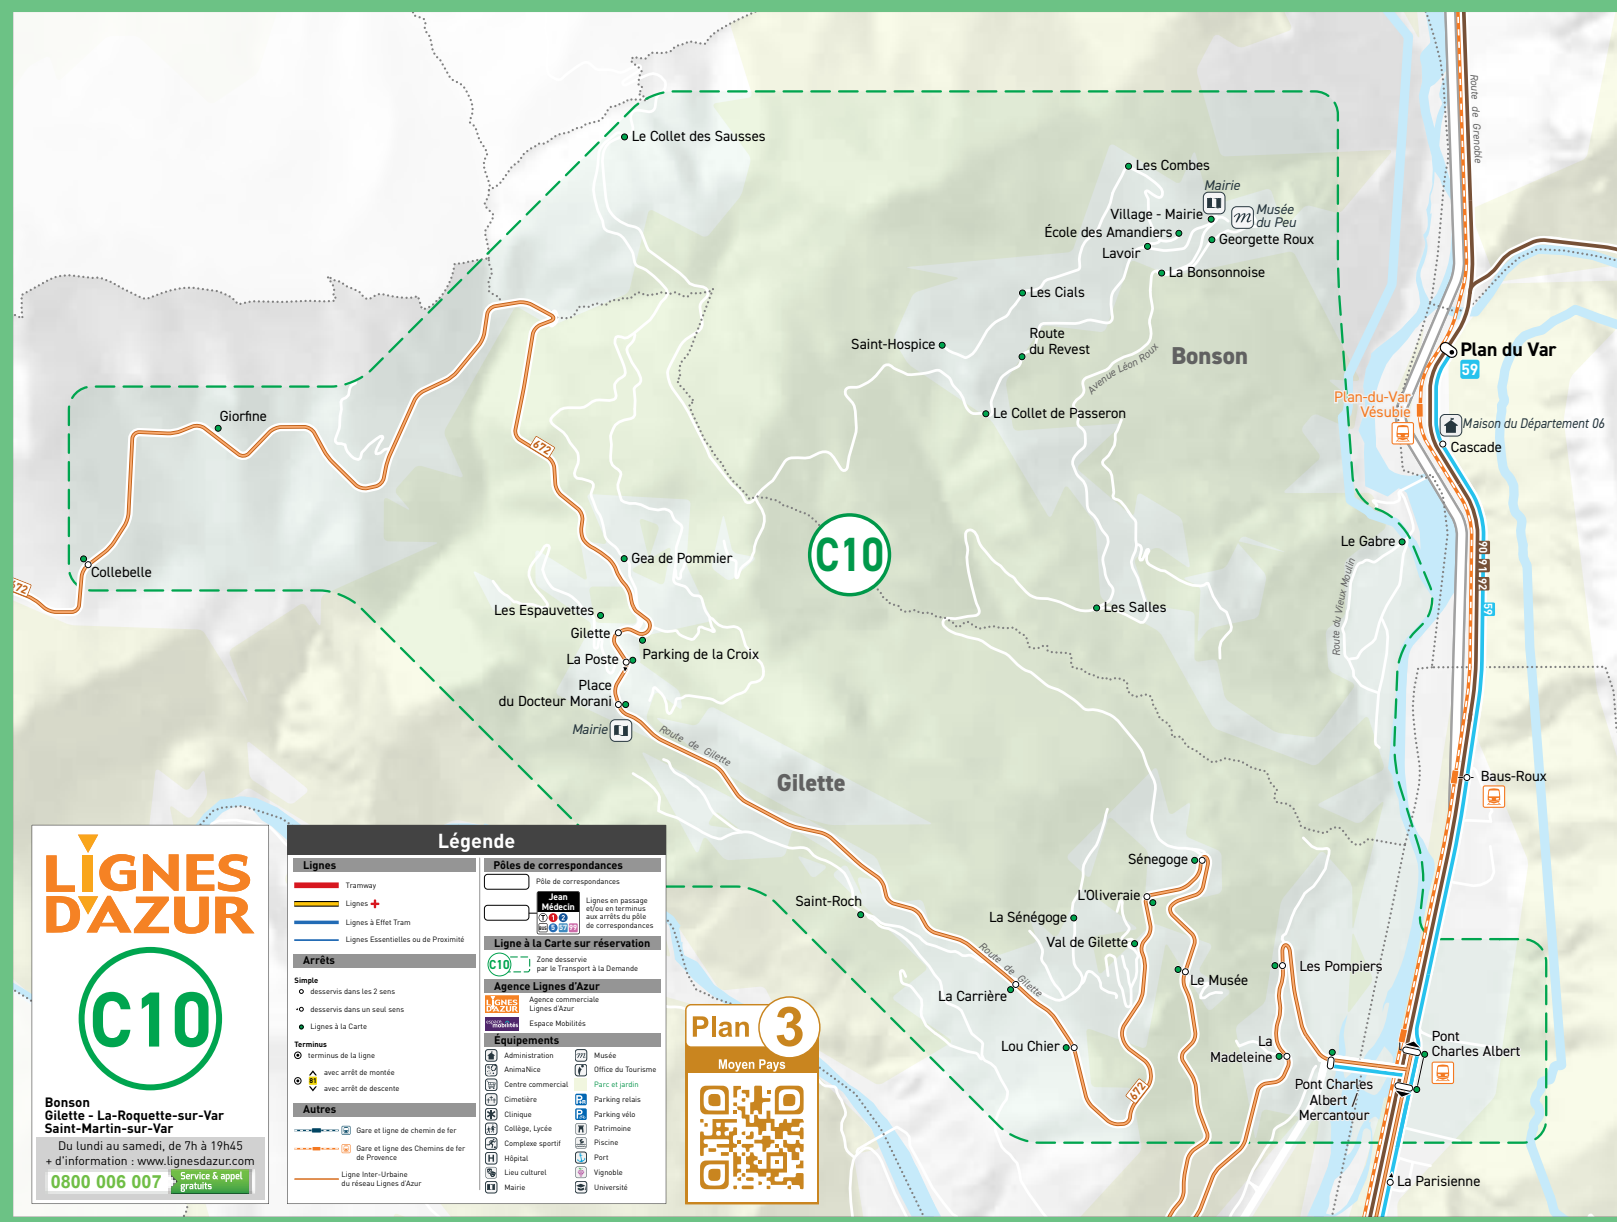 Route de Grenoble
Le Collet des Sausses
Les Combes
Mairie
Village - Mairie
Musée
du Peu
École des Amandiers
Georgette Roux
Lavoir
La Bonsonnoise
Les Cials
Route
du Revest
Saint-Hospice
Bonson
Avenue Léon Roux
Plan du Var
59
Plan-du-Var
Vésubie
Le Collet de Passeron
Giorfine
Maison du Département 06
Cascade
672
C10
Le Gabre
90-91-92
59
Gea de Pommier
Collebelle
672
Les Espauvettes
Les Salles
Route du Vieux Moulin
Gilette
Parking de la Croix
La Poste
Place
du Docteur Morani
Mairie
Route de Gilette
Gilette
Baus-Roux
Sénegoge
L'Oliveraie
Saint-Roch
La Sénégoge
Val de Gilette
Route de Gilette
Les Pompiers
Le Musée
La Carrière
Lou Chier
La
Madeleine
Pont
Charles Albert
672
Pont Charles
Albert /
Mercantour
La Parisienne
LIGNES
D'AZUR
C10
Bonson
Gilette - La-Roquette-sur-Var
Saint-Martin-sur-Var
Du lundi au samedi, de 7h à 19h45
+ d'information : www.lignesdazur.com
0800 006 007
Service & appel
gratuits
Légende
Lignes
Tramway
Lignes +
Lignes à Effet Tram
Lignes Essentielles ou de Proximité
Arrêts
Simple
desservis dans les 2 sens
desservis dans un seul sens
Lignes à la Carte
Terminus
terminus de la ligne
81
avec arrêt de montée
avec arrêt de descente
Autres
Gare et ligne de chemin de fer
Gare et ligne des Chemins de fer
de Provence
Ligne Inter-Urbaine
du réseau Lignes d'Azur
Pôles de correspondances
Pôle de correspondances
Jean
Médecin
T 1 2
BUS 5 57 99
Lignes en passage
et/ou en terminus
aux arrêts du pôle
de correspondances
Ligne à la Carte sur réservation
C10
Zone desservie
par le Transport à la Demande
Agence Lignes d'Azur
LIGNES
D'AZUR
Agence commerciale
Lignes d'Azur
espace mobilités
Espace Mobilités
Équipements
Administration
AnimaNice
Centre commercial
Cimetière
Clinique
Collège, Lycée
Complexe sportif
Hôpital
Lieu culturel
Mairie
Musée
Office du Tourisme
Parc et jardin
Parking relais
Parking vélo
Patrimoine
Piscine
Port
Vignoble
Université
Plan 3
Moyen Pays